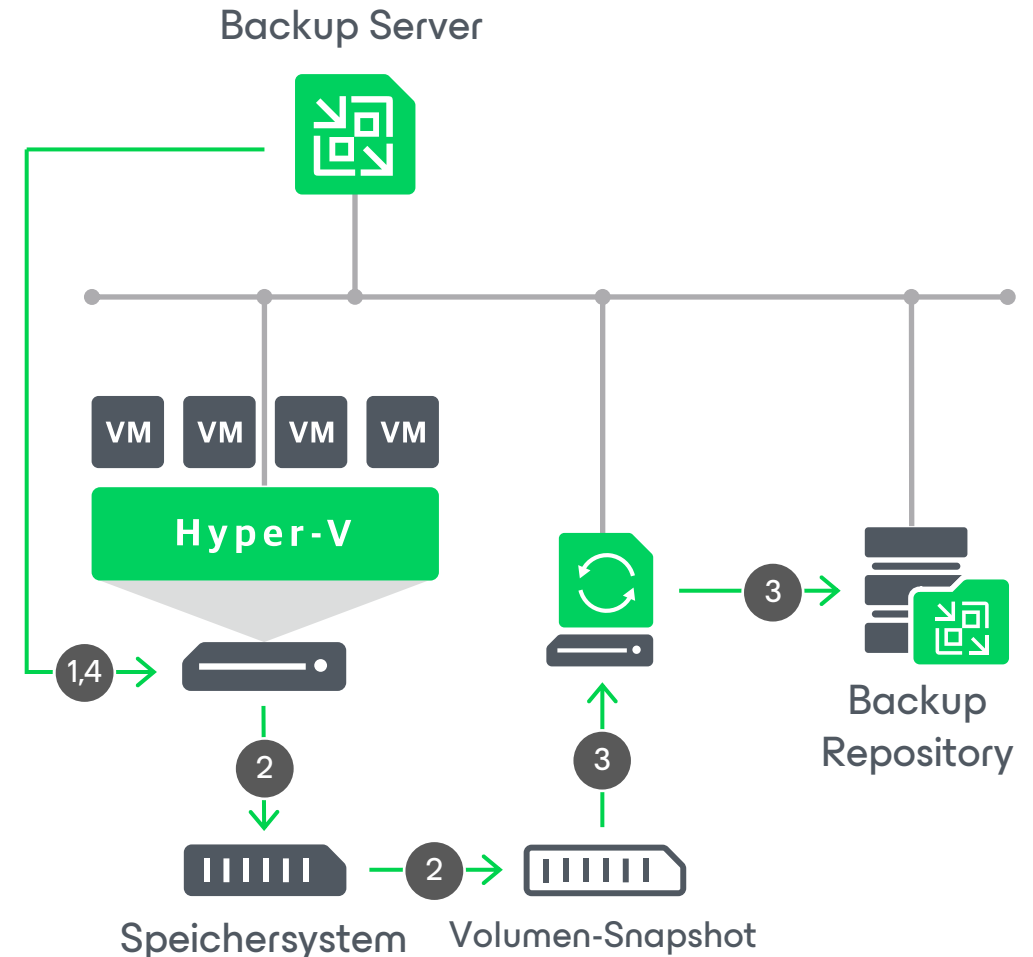 Backup Server
VM VM VM VM
Hyper-V
3
1,4
Backup
Repository
2
3
2
Speichersystem
Volumen-Snapshot